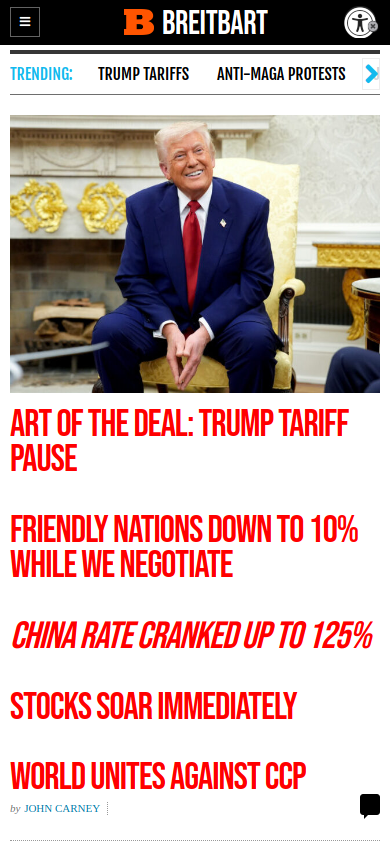 B BREITBART
TRENDING: TRUMP TARIFFS ANTI-MAGA PROTESTS
ART OF THE DEAL: TRUMP TARIFF
PAUSE
FRIENDLY NATIONS DOWN TO 10%
WHILE WE NEGOTIATE
CHINA RATE CRANKED UP TO 125%
STOCKS SOAR IMMEDIATELY
WORLD UNITES AGAINST CCP
by JOHN CARNEY